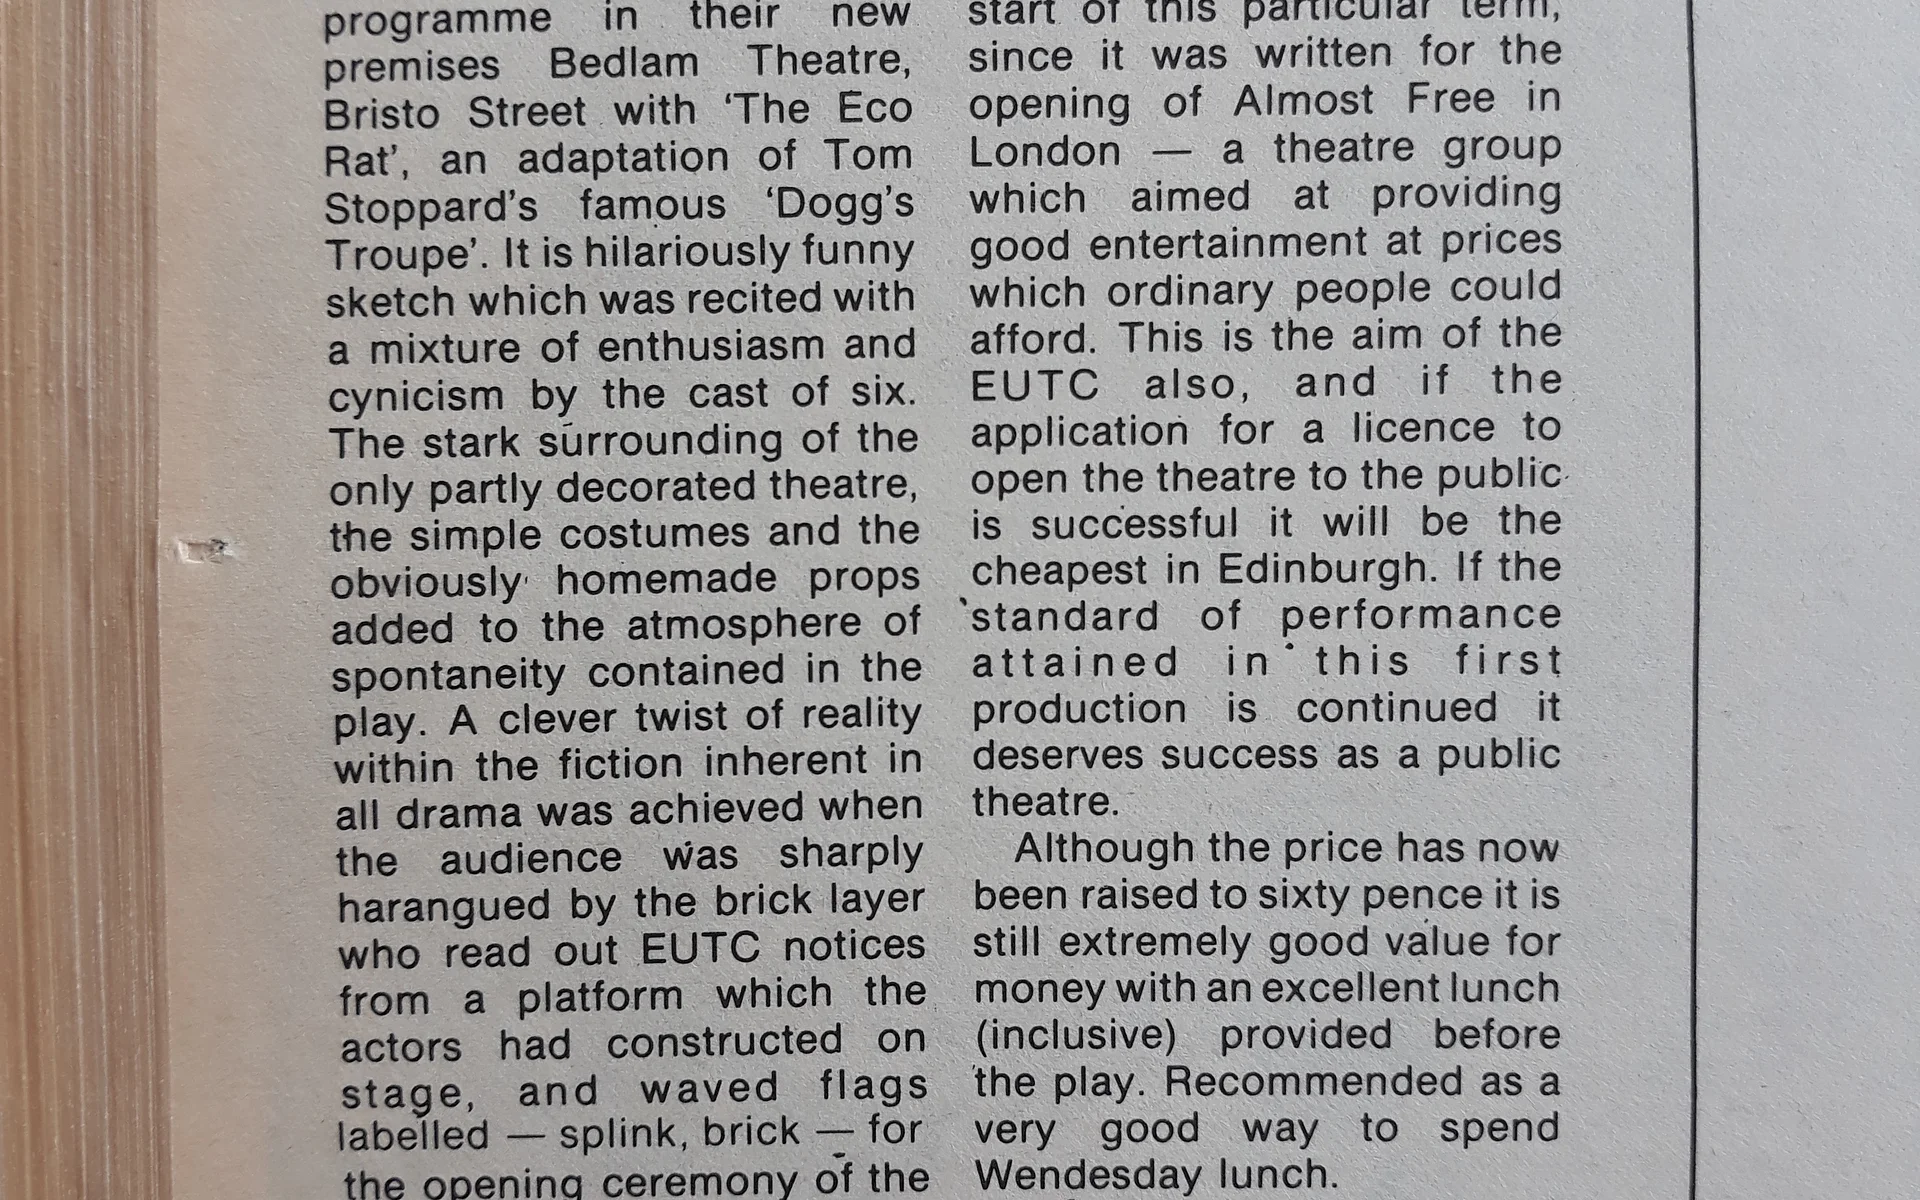 programme in their new
premises Bedlam Theatre,
Bristo Street with ‘The Eco
Rat’, an adaptation of Tom
Stoppard’s famous ‘Dogg’s
Troupe’. It is hilariously funny
sketch which was recited with
a mixture of enthusiasm and
cynicism by the cast of six.
The stark surrounding of the
only partly decorated theatre,
the simple costumes and the
obviously homemade props
added to the atmosphere of
spontaneity contained in the
play. A clever twist of reality
within the fiction inherent in
all drama was achieved when
the audience was sharply
harangued by the brick layer
who read out EUTC notices
from a platform which the
actors had constructed on
stage, and waved flags
labelled — splink, brick — for
the opening ceremony of the
start of this particular term,
since it was written for the
opening of Almost Free in
London — a theatre group
which aimed at providing
good entertainment at prices
which ordinary people could
afford. This is the aim of the
EUTC also, and if the
application for a licence to
open the theatre to the public
is successful it will be the
cheapest in Edinburgh. If the
standard of performance
attained in this first
production is continued it
deserves success as a public
theatre.
Although the price has now
been raised to sixty pence it is
still extremely good value for
money with an excellent lunch
(inclusive) provided before
the play. Recommended as a
very good way to spend
Wendesday lunch.